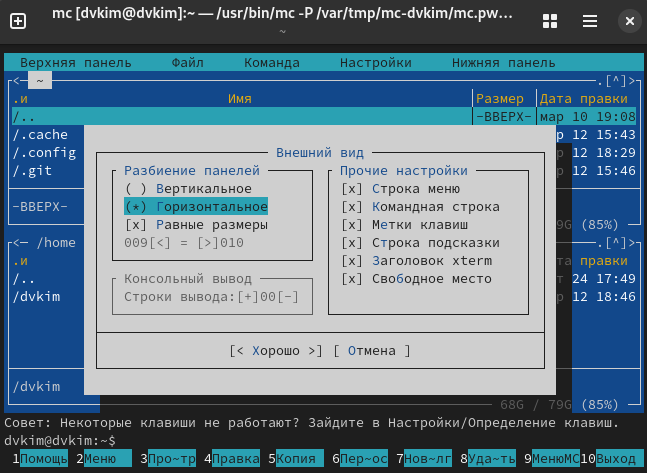 mc [dvkim@dvkim]:~ — /usr/bin/mc -P /var/tmp/mc-dvkim/mc.pw…
~
Верхняя панель Файл Команда Настройки Нижняя панель
<— ~ .[^]>
.и Имя Размер Дата правки
/.. -ВВЕРХ- мар 10 19:08
/.cache р 12 15:43
/.config р 12 18:29
/.git р 12 15:46
-ВВЕРХ- 79G (85%)
<— /home .[^]>
.и та правки
/.. т 24 17:49
/dvkim р 12 18:46
/dvkim
68G / 79G (85%)
Внешний вид
Разбиение панелей
( ) Вертикальное
(*) Горизонтальное
[x] Равные размеры
009[<] = [>]010
Консольный вывод
Строки вывода:[+]00[-]
Прочие настройки
[x] Строка меню
[x] Командная строка
[x] Метки клавиш
[x] Строка подсказки
[x] Заголовок xterm
[x] Свободное место
[< Хорошо >] [ Отмена ]
Совет: Некоторые клавиши не работают? Зайдите в Настройки/Определение клавиш.
dvkim@dvkim:~$
1Помощь 2Меню 3Про~тр 4Правка 5Копия 6Пер~ос 7Нов~лг 8Уда~ть 9МенюМС 10Выход